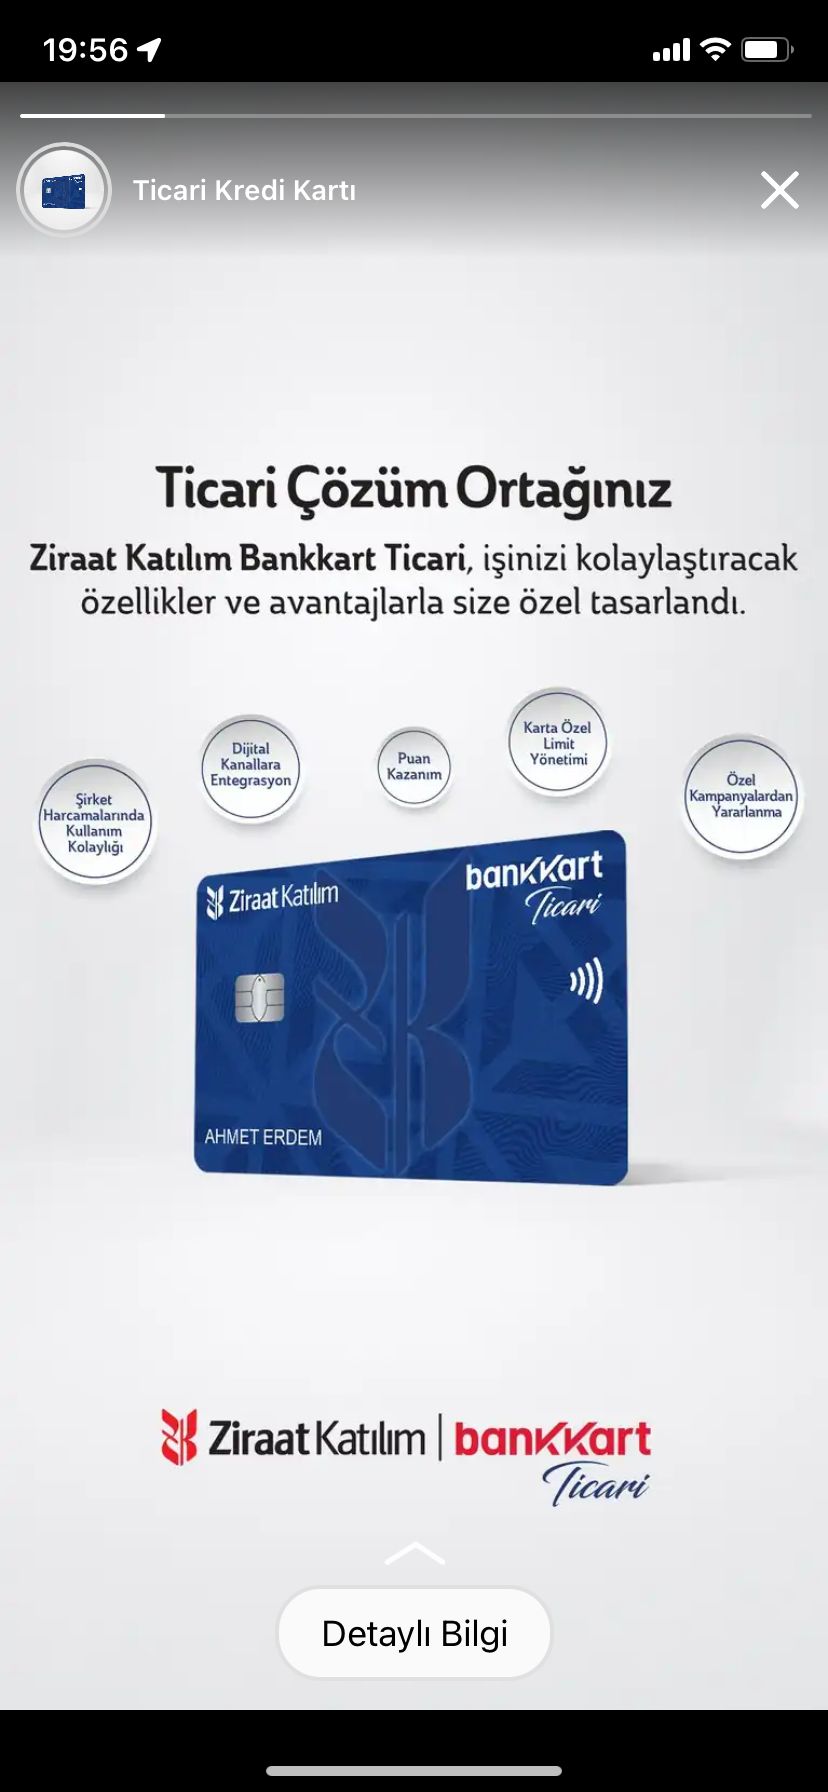 19:56
Ticari Kredi Kartı
Ticari Çözüm Ortağınız
Ziraat Katılım Bankkart Ticari, işinizi kolaylaştıracak
özellikler ve avantajlarla size özel tasarlandı.
Şirket
Harcamalarında
Kullanım
Kolaylığı
Dijital
Kanallara
Entegrasyon
Puan
Kazanım
Karta Özel
Limit
Yönetimi
Özel
Kampanyalardan
Yararlanma
Ziraat Katılım
bankkart
Ticari
AHMET ERDEM
Ziraat Katılım | bankkart
Ticari
Detaylı Bilgi